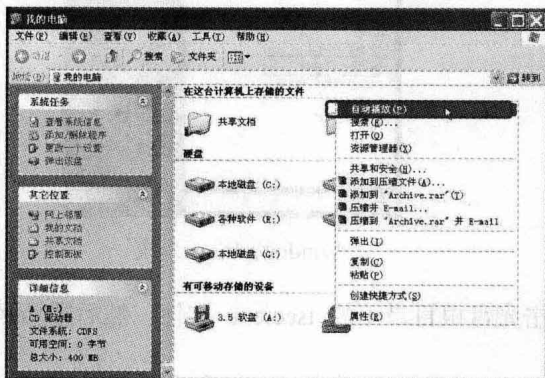 我的电脑
文件(F) 编辑(E) 查看(V) 收藏(A) 工具(T) 帮助(H)
搜索 文件夹
我的电脑 转到
系统任务
查看系统信息
添加/删除程序
更改一个设置
弹出该盘
其它位置
网上邻居
我的文档
共享文档
控制面板
详细信息
A (H:)
CD 驱动器
文件系统: CDFS
可用空间: 0 字节
总大小: 400 MB
在这台计算机上存储的文件
共享文档
硬盘
本地磁盘 (C:)
各种软件 (E:)
本地磁盘 (G:)
有可移动存储的设备
3.5 软盘 (A:)
自动播放(P)
搜索(E)...
打开(O)
资源管理器(X)
共享和安全(H)...
添加到压缩文件(A)...
添加到 "Archive.rar"(T)
压缩并 E-mail...
压缩到 "Archive.rar" 并 E-mail
弹出(J)
复制(C)
粘贴(P)
创建快捷方式(S)
属性(R)